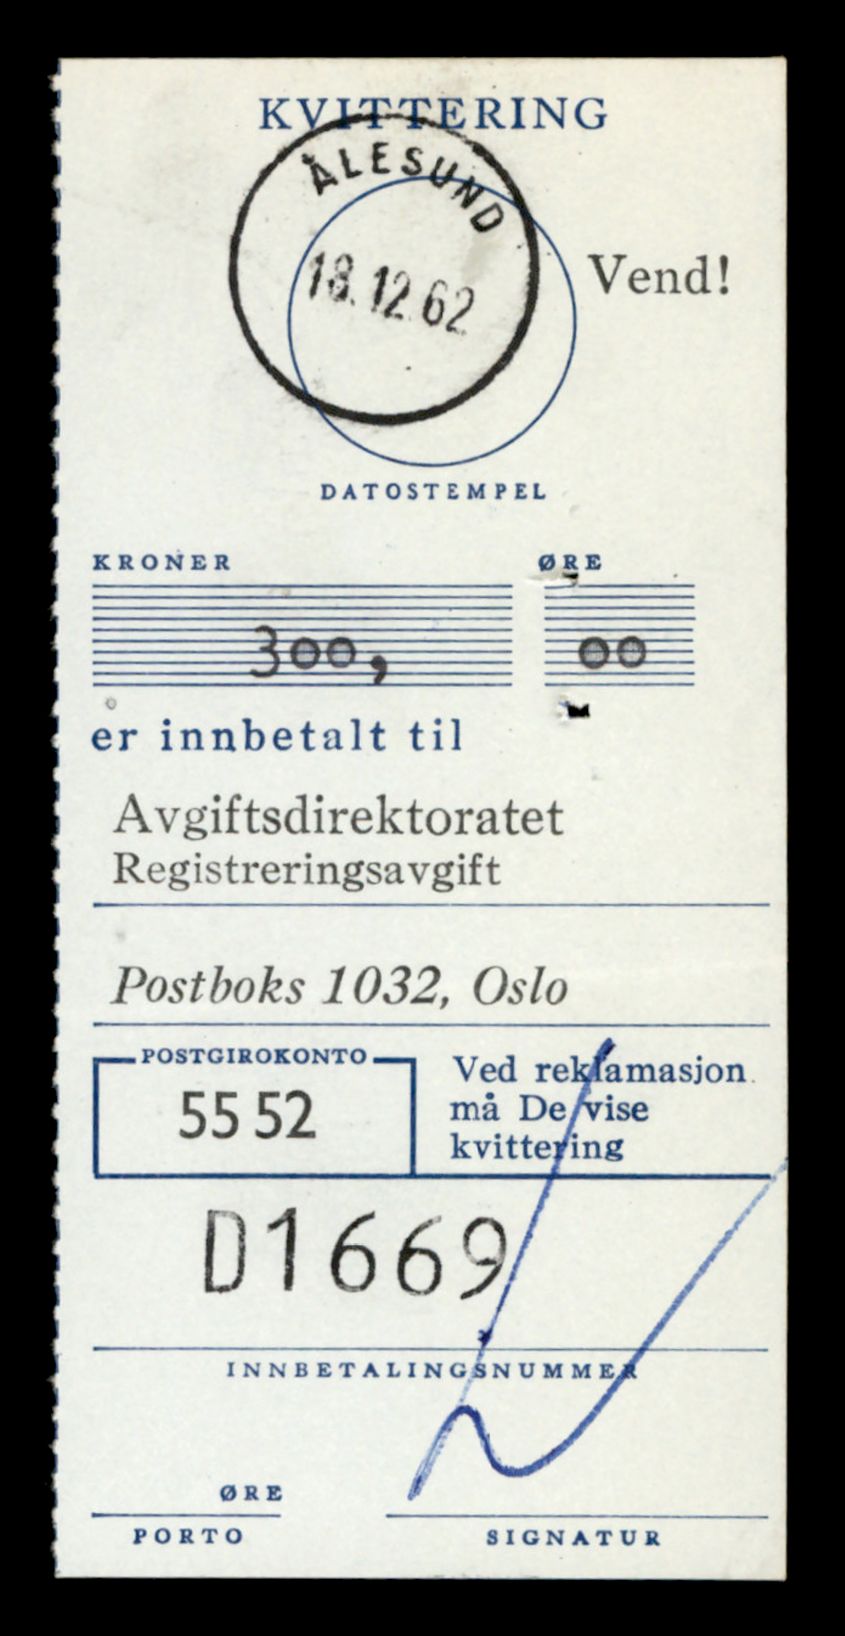 KVITTERING
ÅLESUND
18.12.62
Vend!
DATOSTEMPEL
KRONER ØRE
300, 00
er innbetalt til
Avgiftsdirektoratet
Registreringsavgift
Postboks 1032, Oslo
POSTGIROKONTO
55 52
Ved reklamasjon
må De vise
kvittering
D1669
INNBETALINGSNUMMER
ØRE
PORTO SIGNATUR